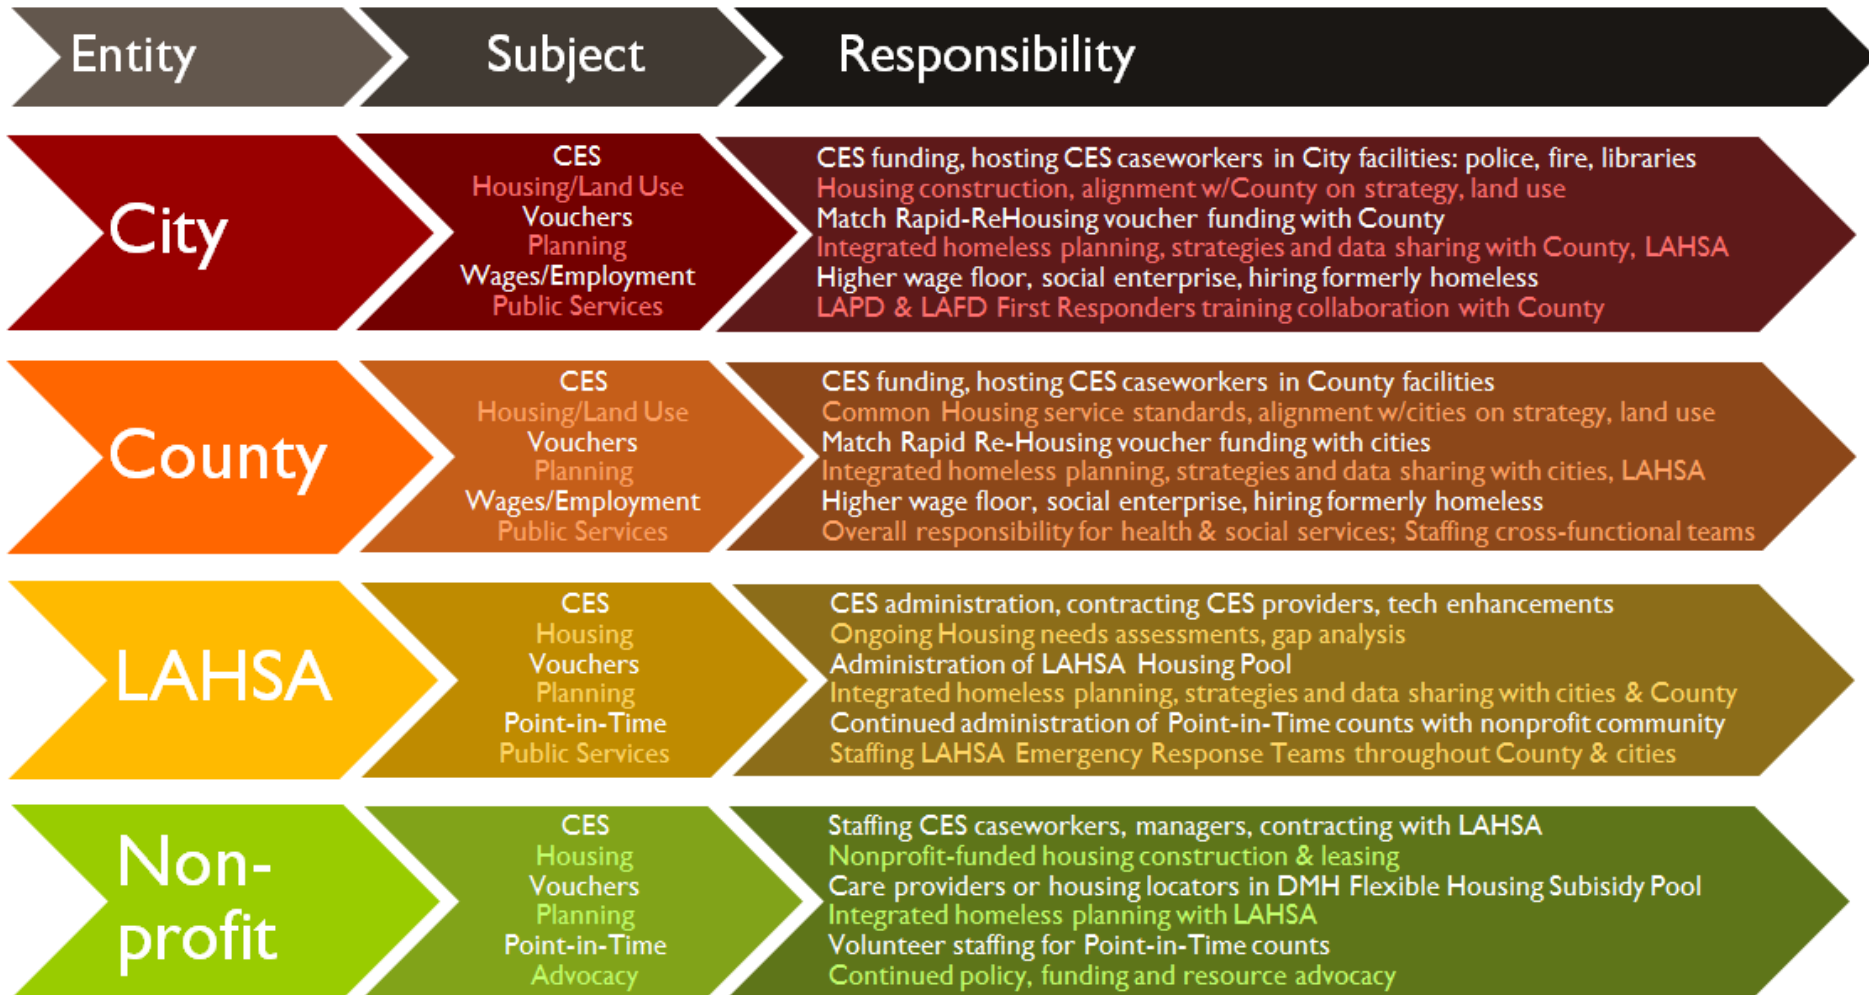 Entity
Subject
Responsibility
City
CES
Housing/Land Use
Vouchers
Planning
Wages/Employment
Public Services
CES funding, hosting CES caseworkers in City facilities: police, fire, libraries
Housing construction, alignment w/County on strategy, land use
Match Rapid-ReHousing voucher funding with County
Integrated homeless planning, strategies and data sharing with County, LAHSA
Higher wage floor, social enterprise, hiring formerly homeless
LAPD & LAFD First Responders training collaboration with County
County
CES
Housing/Land Use
Vouchers
Planning
Wages/Employment
Public Services
CES funding, hosting CES caseworkers in County facilities
Common Housing service standards, alignment w/cities on strategy, land use
Match Rapid Re-Housing voucher funding with cities
Integrated homeless planning, strategies and data sharing with cities, LAHSA
Higher wage floor, social enterprise, hiring formerly homeless
Overall responsibility for health & social services; Staffing cross-functional teams
LAHSA
CES
Housing
Vouchers
Planning
Point-in-Time
Public Services
CES administration, contracting CES providers, tech enhancements
Ongoing Housing needs assessments, gap analysis
Administration of LAHSA Housing Pool
Integrated homeless planning, strategies and data sharing with cities & County
Continued administration of Point-in-Time counts with nonprofit community
Staffing LAHSA Emergency Response Teams throughout County & cities
Non-
profit
CES
Housing
Vouchers
Planning
Point-in-Time
Advocacy
Staffing CES caseworkers, managers, contracting with LAHSA
Nonprofit-funded housing construction & leasing
Care providers or housing locators in DMH Flexible Housing Subisidy Pool
Integrated homeless planning with LAHSA
Volunteer staffing for Point-in-Time counts
Continued policy, funding and resource advocacy